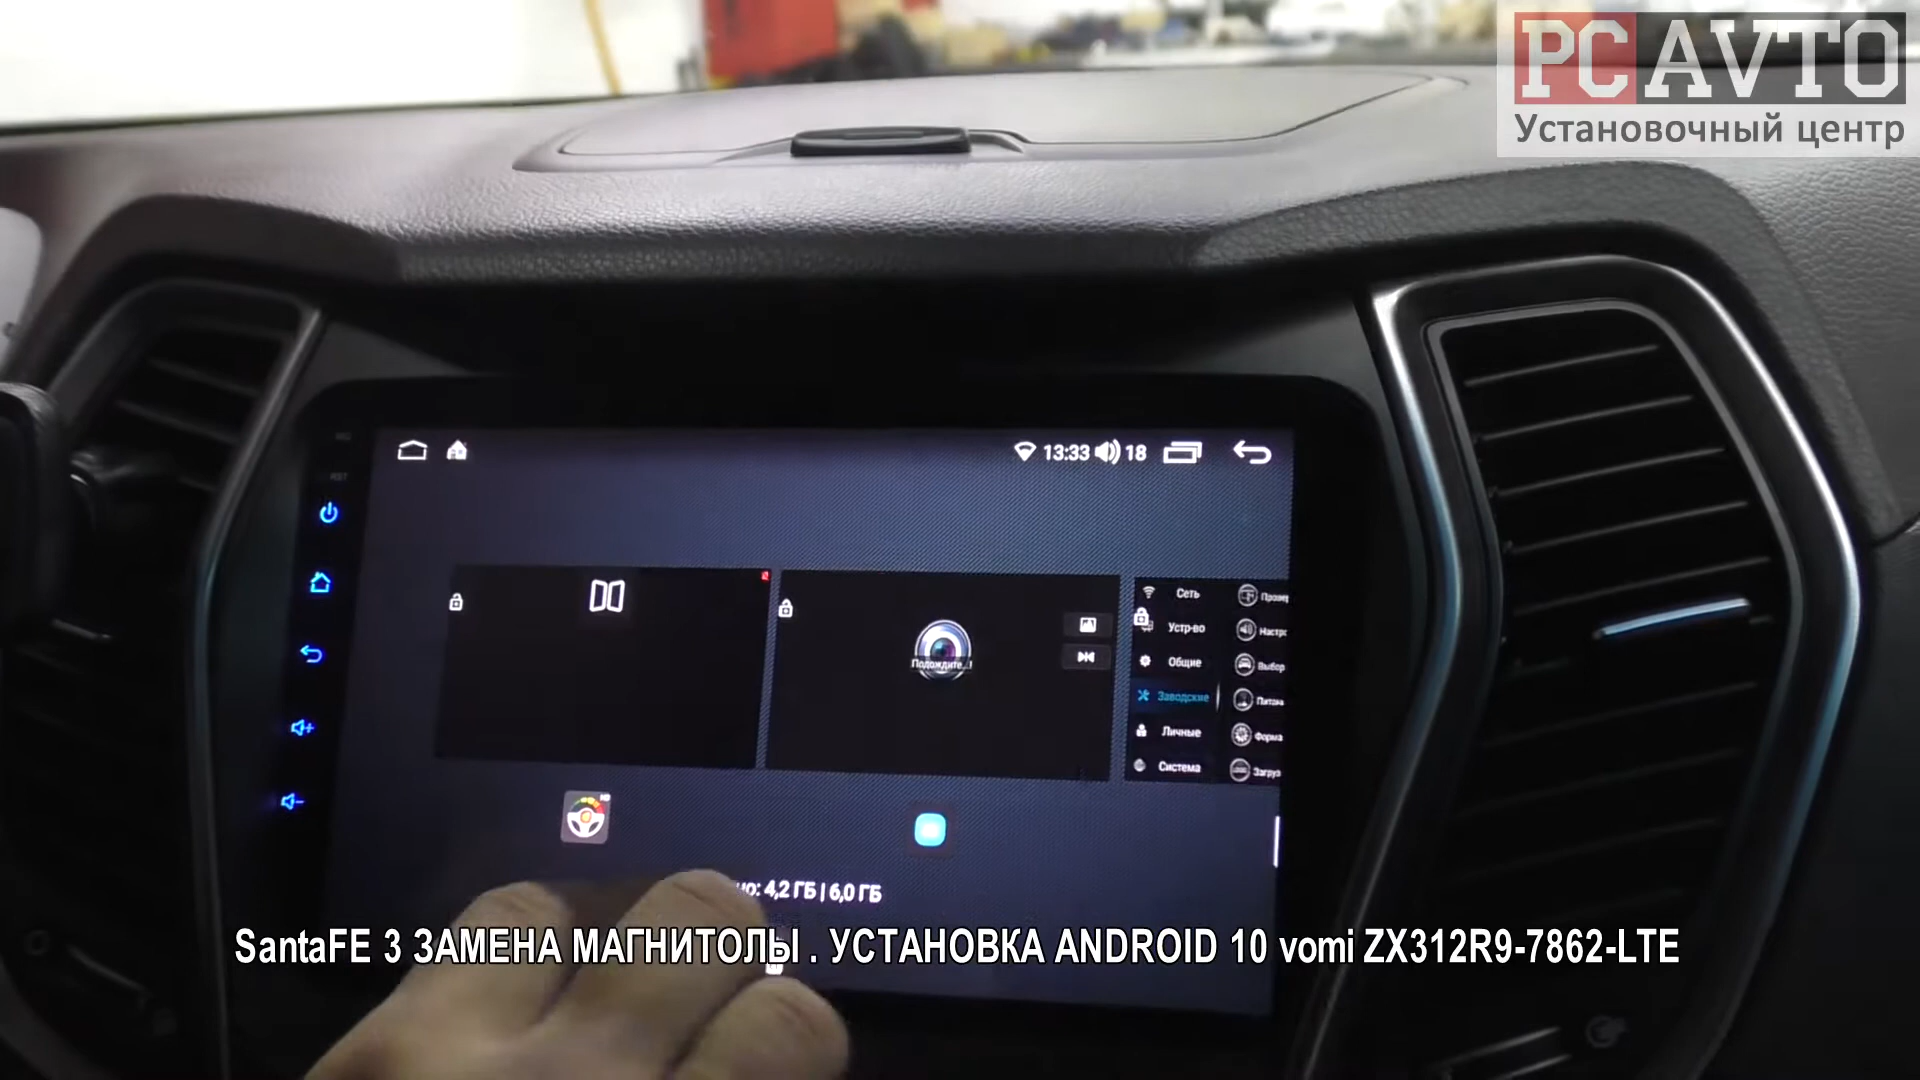 PC AVTO
Установочный центр
13:33 18
Подождите...!
Сеть
Устр-во
Общие
Заводские
Личные
Система
4,2 ГБ | 6,0 ГБ
SantaFE 3 ЗАМЕНА МАГНИТОЛЫ . УСТАНОВКА ANDROID 10 vomi ZX312R9-7862-LTE